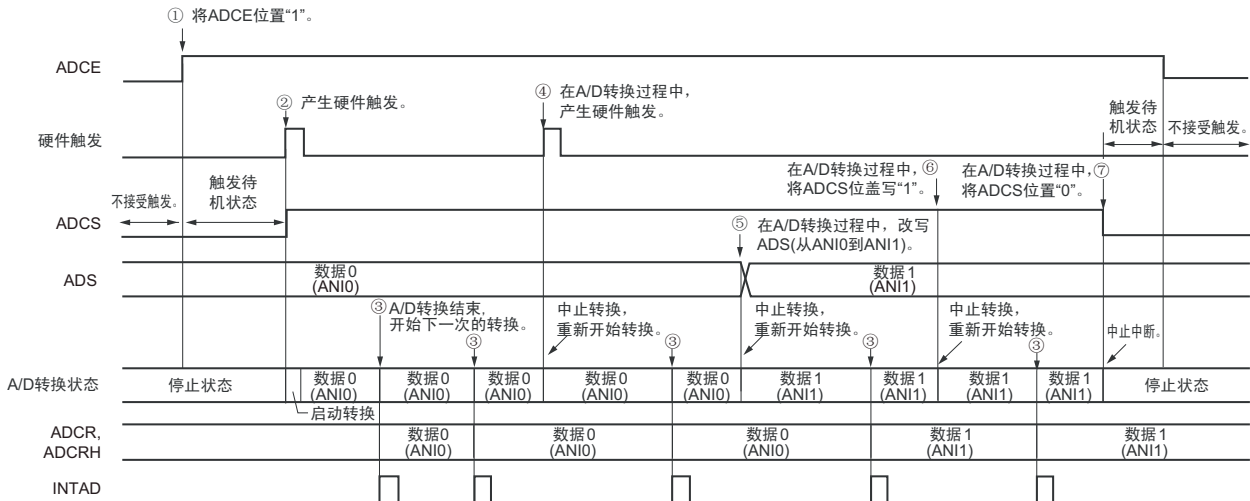 ① 将ADCE位置“1”。
ADCE
② 产生硬件触发。
④ 在A/D转换过程中，
产生硬件触发。
硬件触发
触发待
机状态
不接受触发。
在A/D转换过程中，⑥
将ADCS位盖写“1”。
在A/D转换过程中，⑦
将ADCS位置“0”。
不接受触发。
触发待
机状态
ADCS
⑤ 在A/D转换过程中，改写
ADS(从ANI0到ANI1)。
ADS
数据0
(ANI0)
数据1
(ANI1)
③A/D转换结束，
开始下一次的转换。
③
中止转换，
重新开始转换。
③
中止转换，
重新开始转换。
③
中止转换，
重新开始转换。
③
中止中断。
A/D转换状态
停止状态
数据0
(ANI0)
数据0
(ANI0)
数据0
(ANI0)
数据0
(ANI0)
数据0
(ANI0)
数据1
(ANI1)
数据1
(ANI1)
数据1
(ANI1)
数据1
(ANI1)
停止状态
启动转换
ADCR,
ADCRH
数据0
(ANI0)
数据0
(ANI0)
数据0
(ANI0)
数据1
(ANI1)
数据1
(ANI1)
INTAD